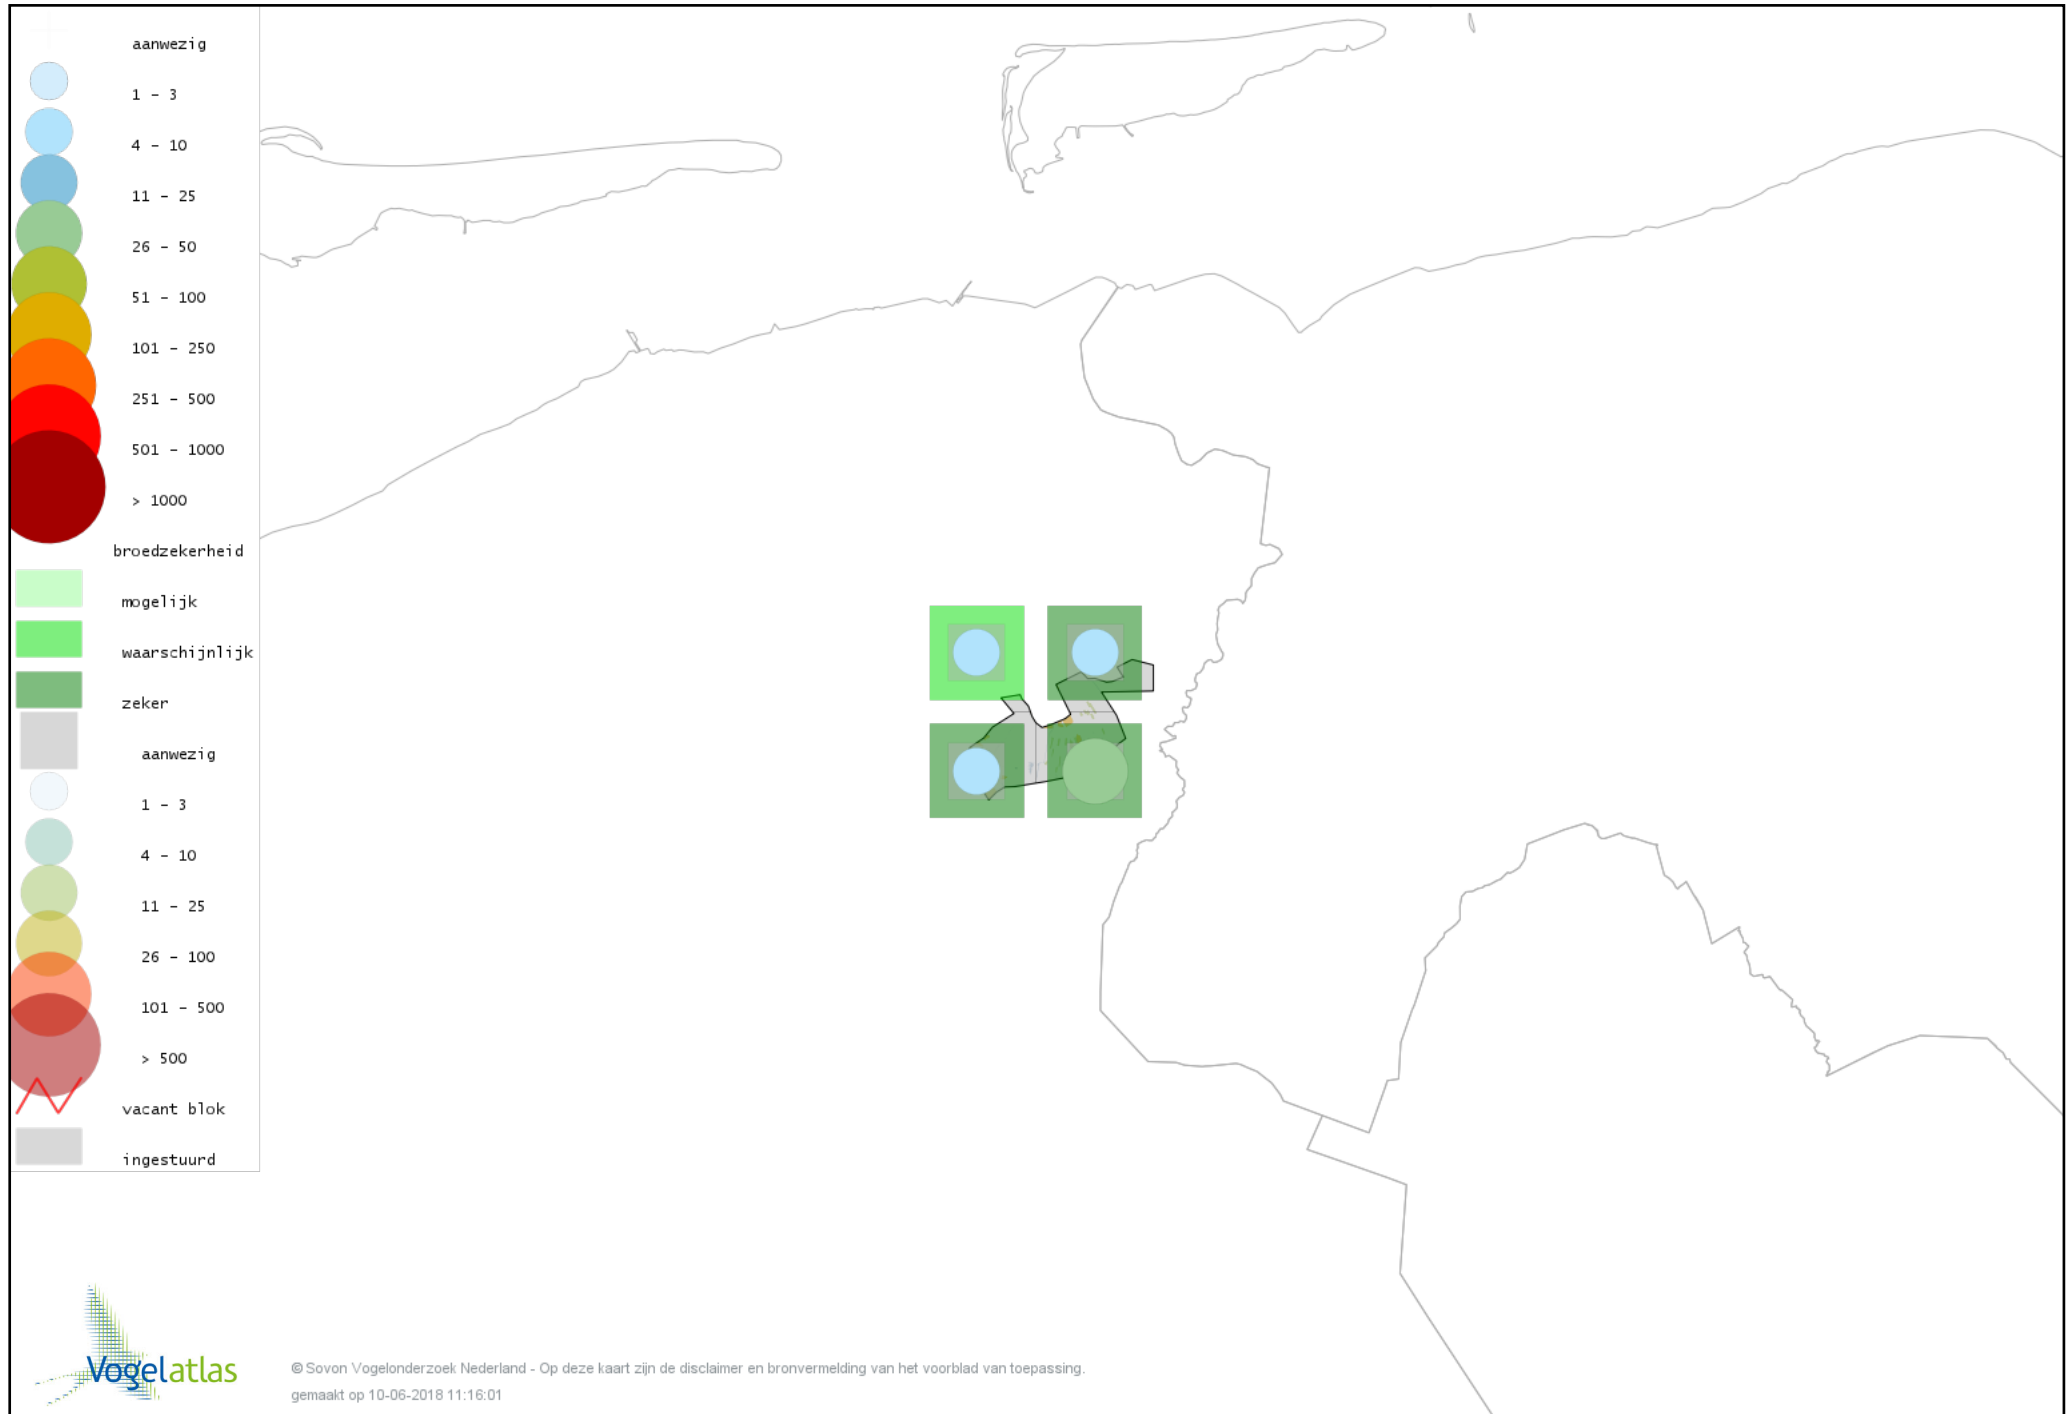 aanwezig
1 - 3
4 - 10
11 - 25
26 - 50
51 - 100
101 - 250
251 - 500
501 - 1000
> 1000
broedzekerheid
mogelijk
waarschijnlijk
zeker
aanwezig
1 - 3
4 - 10
11 - 25
26 - 100
101 - 500
> 500
vacant blok
ingestuurd
Vogelatlas
© Sovon Vogelonderzoek Nederland - Op deze kaart zijn de disclaimer en bronvermelding van het voorblad van toepassing.
gemaakt op 10-06-2018 11:16:01